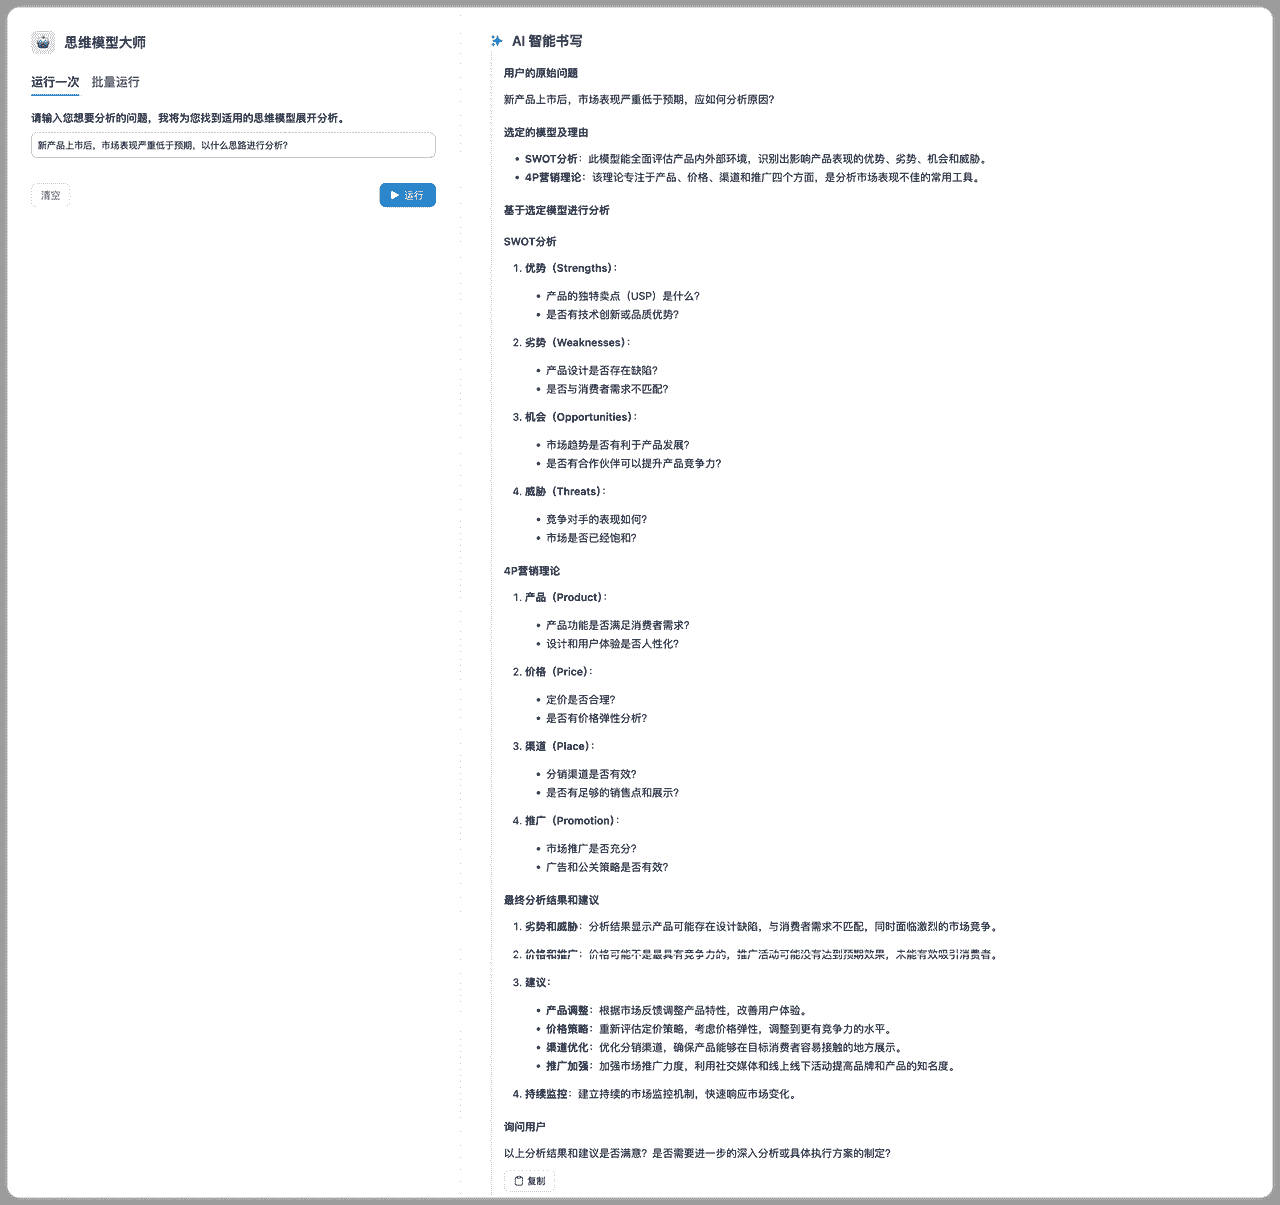 思维模型大师
运行一次 批量运行
请输入您想要分析的问题，我将为您找到适用的思维模型展开分析。
新产品上市后，市场表现严重低于预期，以什么思路进行分析？
清空
运行
AI 智能书写
用户的原始问题
新产品上市后，市场表现严重低于预期，应如何分析原因？
选定的模型及理由
• SWOT分析：此模型能全面评估产品内外部环境，识别出影响产品表现的优势、劣势、机会和威胁。
• 4P营销理论：该理论专注于产品、价格、渠道和推广四个方面，是分析市场表现不佳的常用工具。
基于选定模型进行分析
SWOT分析
1. 优势（Strengths）：
• 产品的独特卖点（USP）是什么？
• 是否有技术创新或品质优势？
2. 劣势（Weaknesses）：
• 产品设计是否存在缺陷？
• 是否与消费者需求不匹配？
3. 机会（Opportunities）：
• 市场趋势是否有利于产品发展？
• 是否有合作伙伴可以提升产品竞争力？
4. 威胁（Threats）：
• 竞争对手的表现如何？
• 市场是否已经饱和？
4P营销理论
1. 产品（Product）：
• 产品功能是否满足消费者需求？
• 设计和用户体验是否人性化？
2. 价格（Price）：
• 定价是否合理？
• 是否有价格弹性分析？
3. 渠道（Place）：
• 分销渠道是否有效？
• 是否有足够的销售点和展示？
4. 推广（Promotion）：
• 市场推广是否充分？
• 广告和公关策略是否有效？
最终分析结果和建议
1. 劣势和威胁：分析结果显示产品可能存在设计缺陷，与消费者需求不匹配，同时面临激烈的市场竞争。
2. 价格和推广：价格可能不是最具有竞争力的，推广活动可能没有达到预期效果，未能有效吸引消费者。
3. 建议：
• 产品调整：根据市场反馈调整产品特性，改善用户体验。
• 价格策略：重新评估定价策略，考虑价格弹性，调整到更有竞争力的水平。
• 渠道优化：优化分销渠道，确保产品能够在目标消费者容易接触的地方展示。
• 推广加强：加强市场推广力度，利用社交媒体和线上线下活动提高品牌和产品的知名度。
4. 持续监控：建立持续的市场监控机制，快速响应市场变化。
询问用户
以上分析结果和建议是否满意？是否需要进一步的深入分析或具体执行方案的制定？
复制